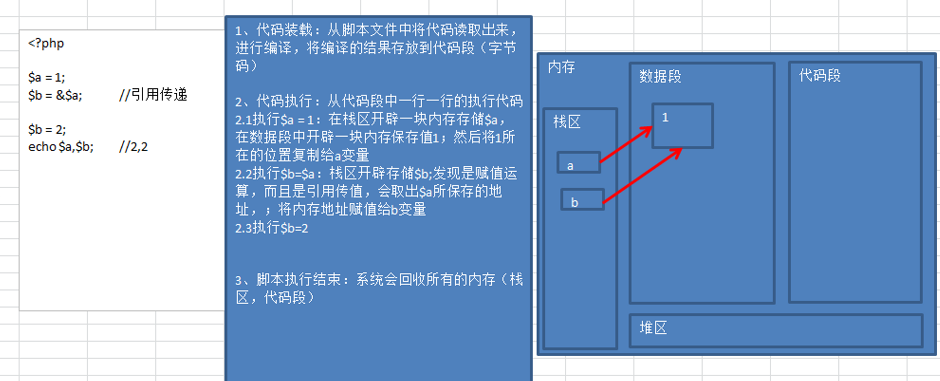 <?php
$a = 1;
$b = &$a; //引用传递
$b = 2;
echo $a,$b; //2,2
1、代码装载：从脚本文件中将代码读取出来，
进行编译，将编译的结果存放到代码段（字节
码）
2、代码执行：从代码段中一行一行的执行代码
2.1执行$a = 1：在栈区开辟一块内存存储$a，
在数据段中开辟一块内存保存值1；然后将1所
在的位置复制给a变量
2.2执行$b=$a：栈区开辟存储$b;发现是赋值运
算，而且是引用传值，会取出$a所保存的地
址，；将内存地址赋值给b变量
2.3执行$b=2
3、脚本执行结束：系统会回收所有的内存（栈
区，代码段）
内存
数据段
代码段
栈区
1
a
b
堆区